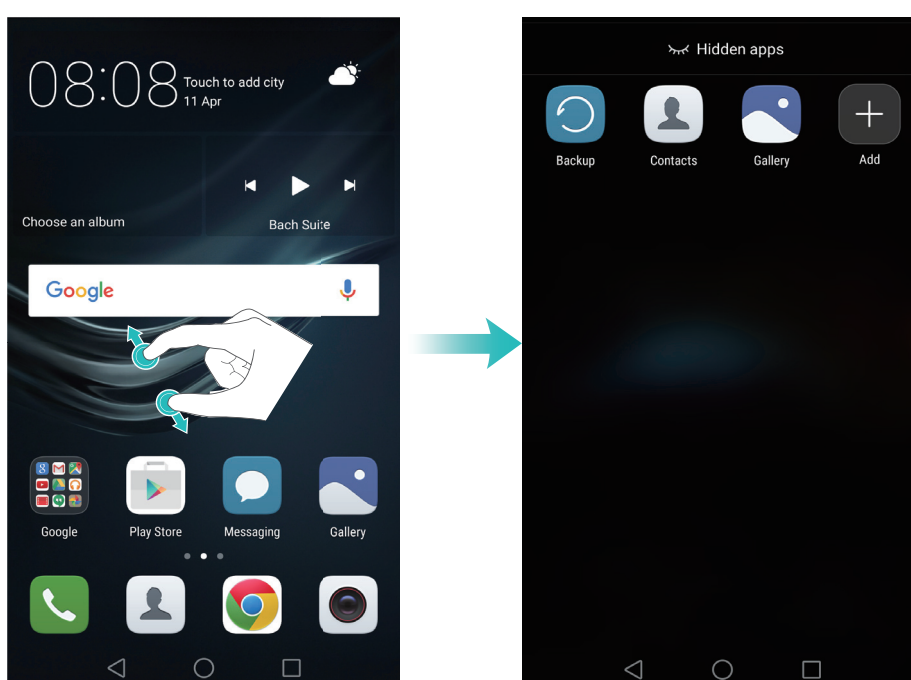 08:08
Touch to add city
11 Apr
Choose an album
Bach Suite
Google
Google
Play Store
Messaging
Gallery
Hidden apps
Backup
Contacts
Gallery
Add